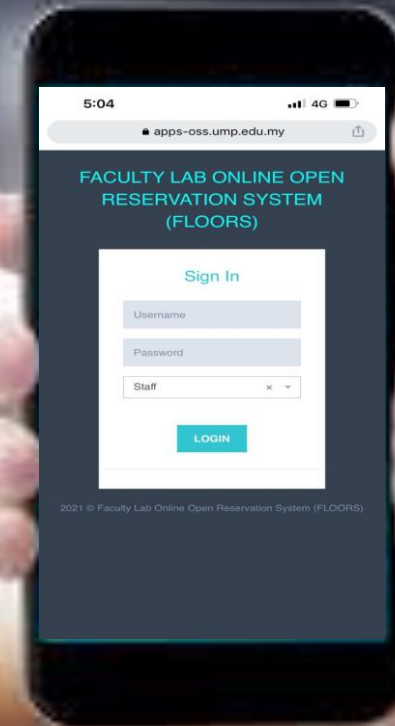 5:04
4G
apps-oss.ump.edu.my
FACULTY LAB ONLINE OPEN
RESERVATION SYSTEM
(FLOORS)
Sign In
Username
Password
Staff
LOGIN
2021 © Faculty Lab Online Open Reservation System (FLOORS)